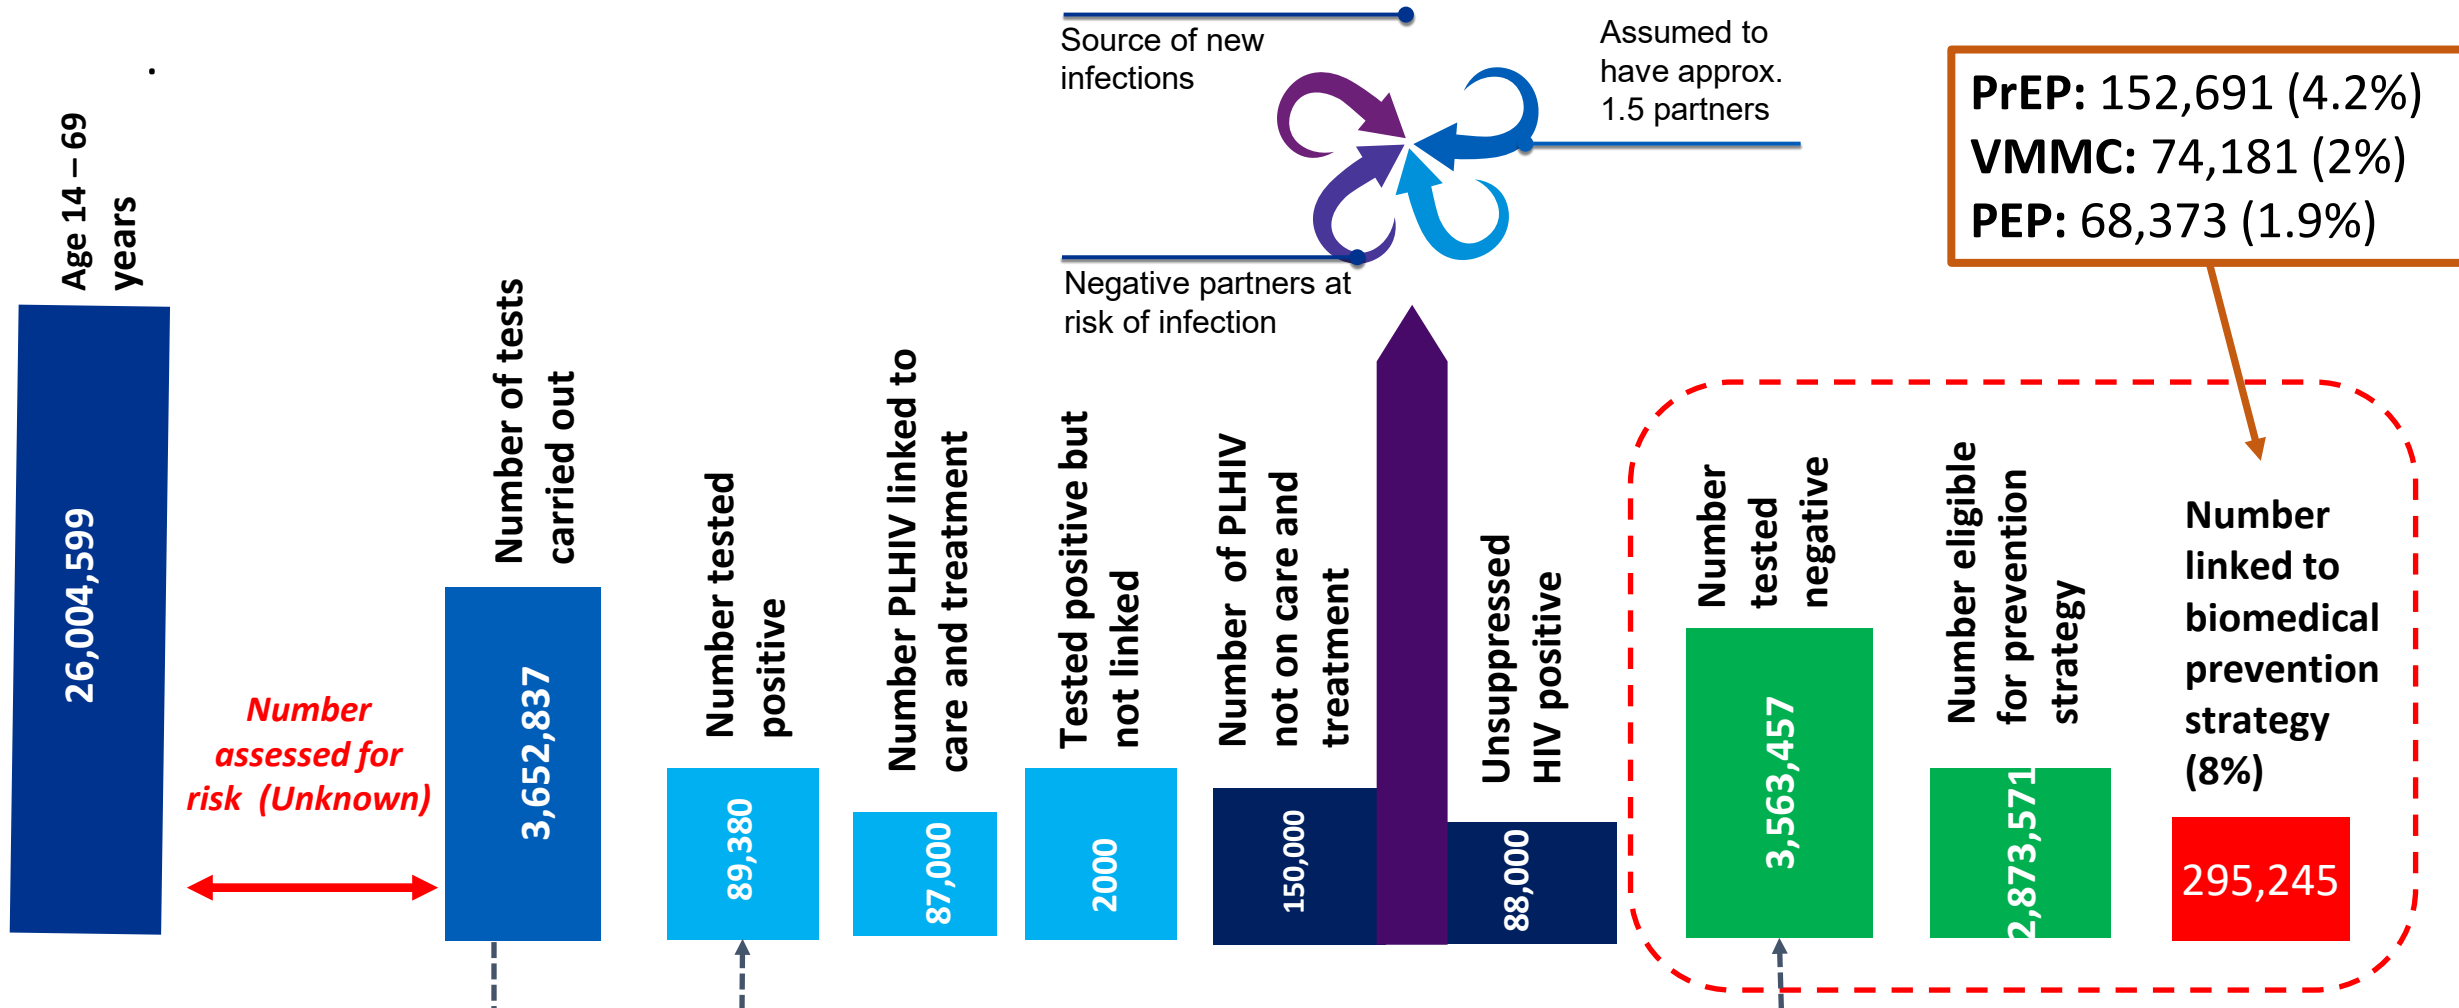 Source of new
infections
Assumed to
have approx.
1.5 partners
PrEP: 152,691 (4.2%)
VMMC: 74,181 (2%)
PEP: 68,373 (1.9%)
Negative partners at
risk of infection
.
Age 14 – 69
years
26,004,599
Number
assessed for
risk (Unknown)
Number of tests
carried out
3,652,837
Number tested
positive
89,380
Number PLHIV linked to
care and treatment
87,000
Tested positive but
not linked
2000
Number of PLHIV
not on care and
treatment
150,000
Unsuppressed
HIV positive
88,000
Number
tested
negative
3,563,457
Number eligible
for prevention
strategy
2,873,571
Number
linked to
biomedical
prevention
strategy
(8%)
295,245